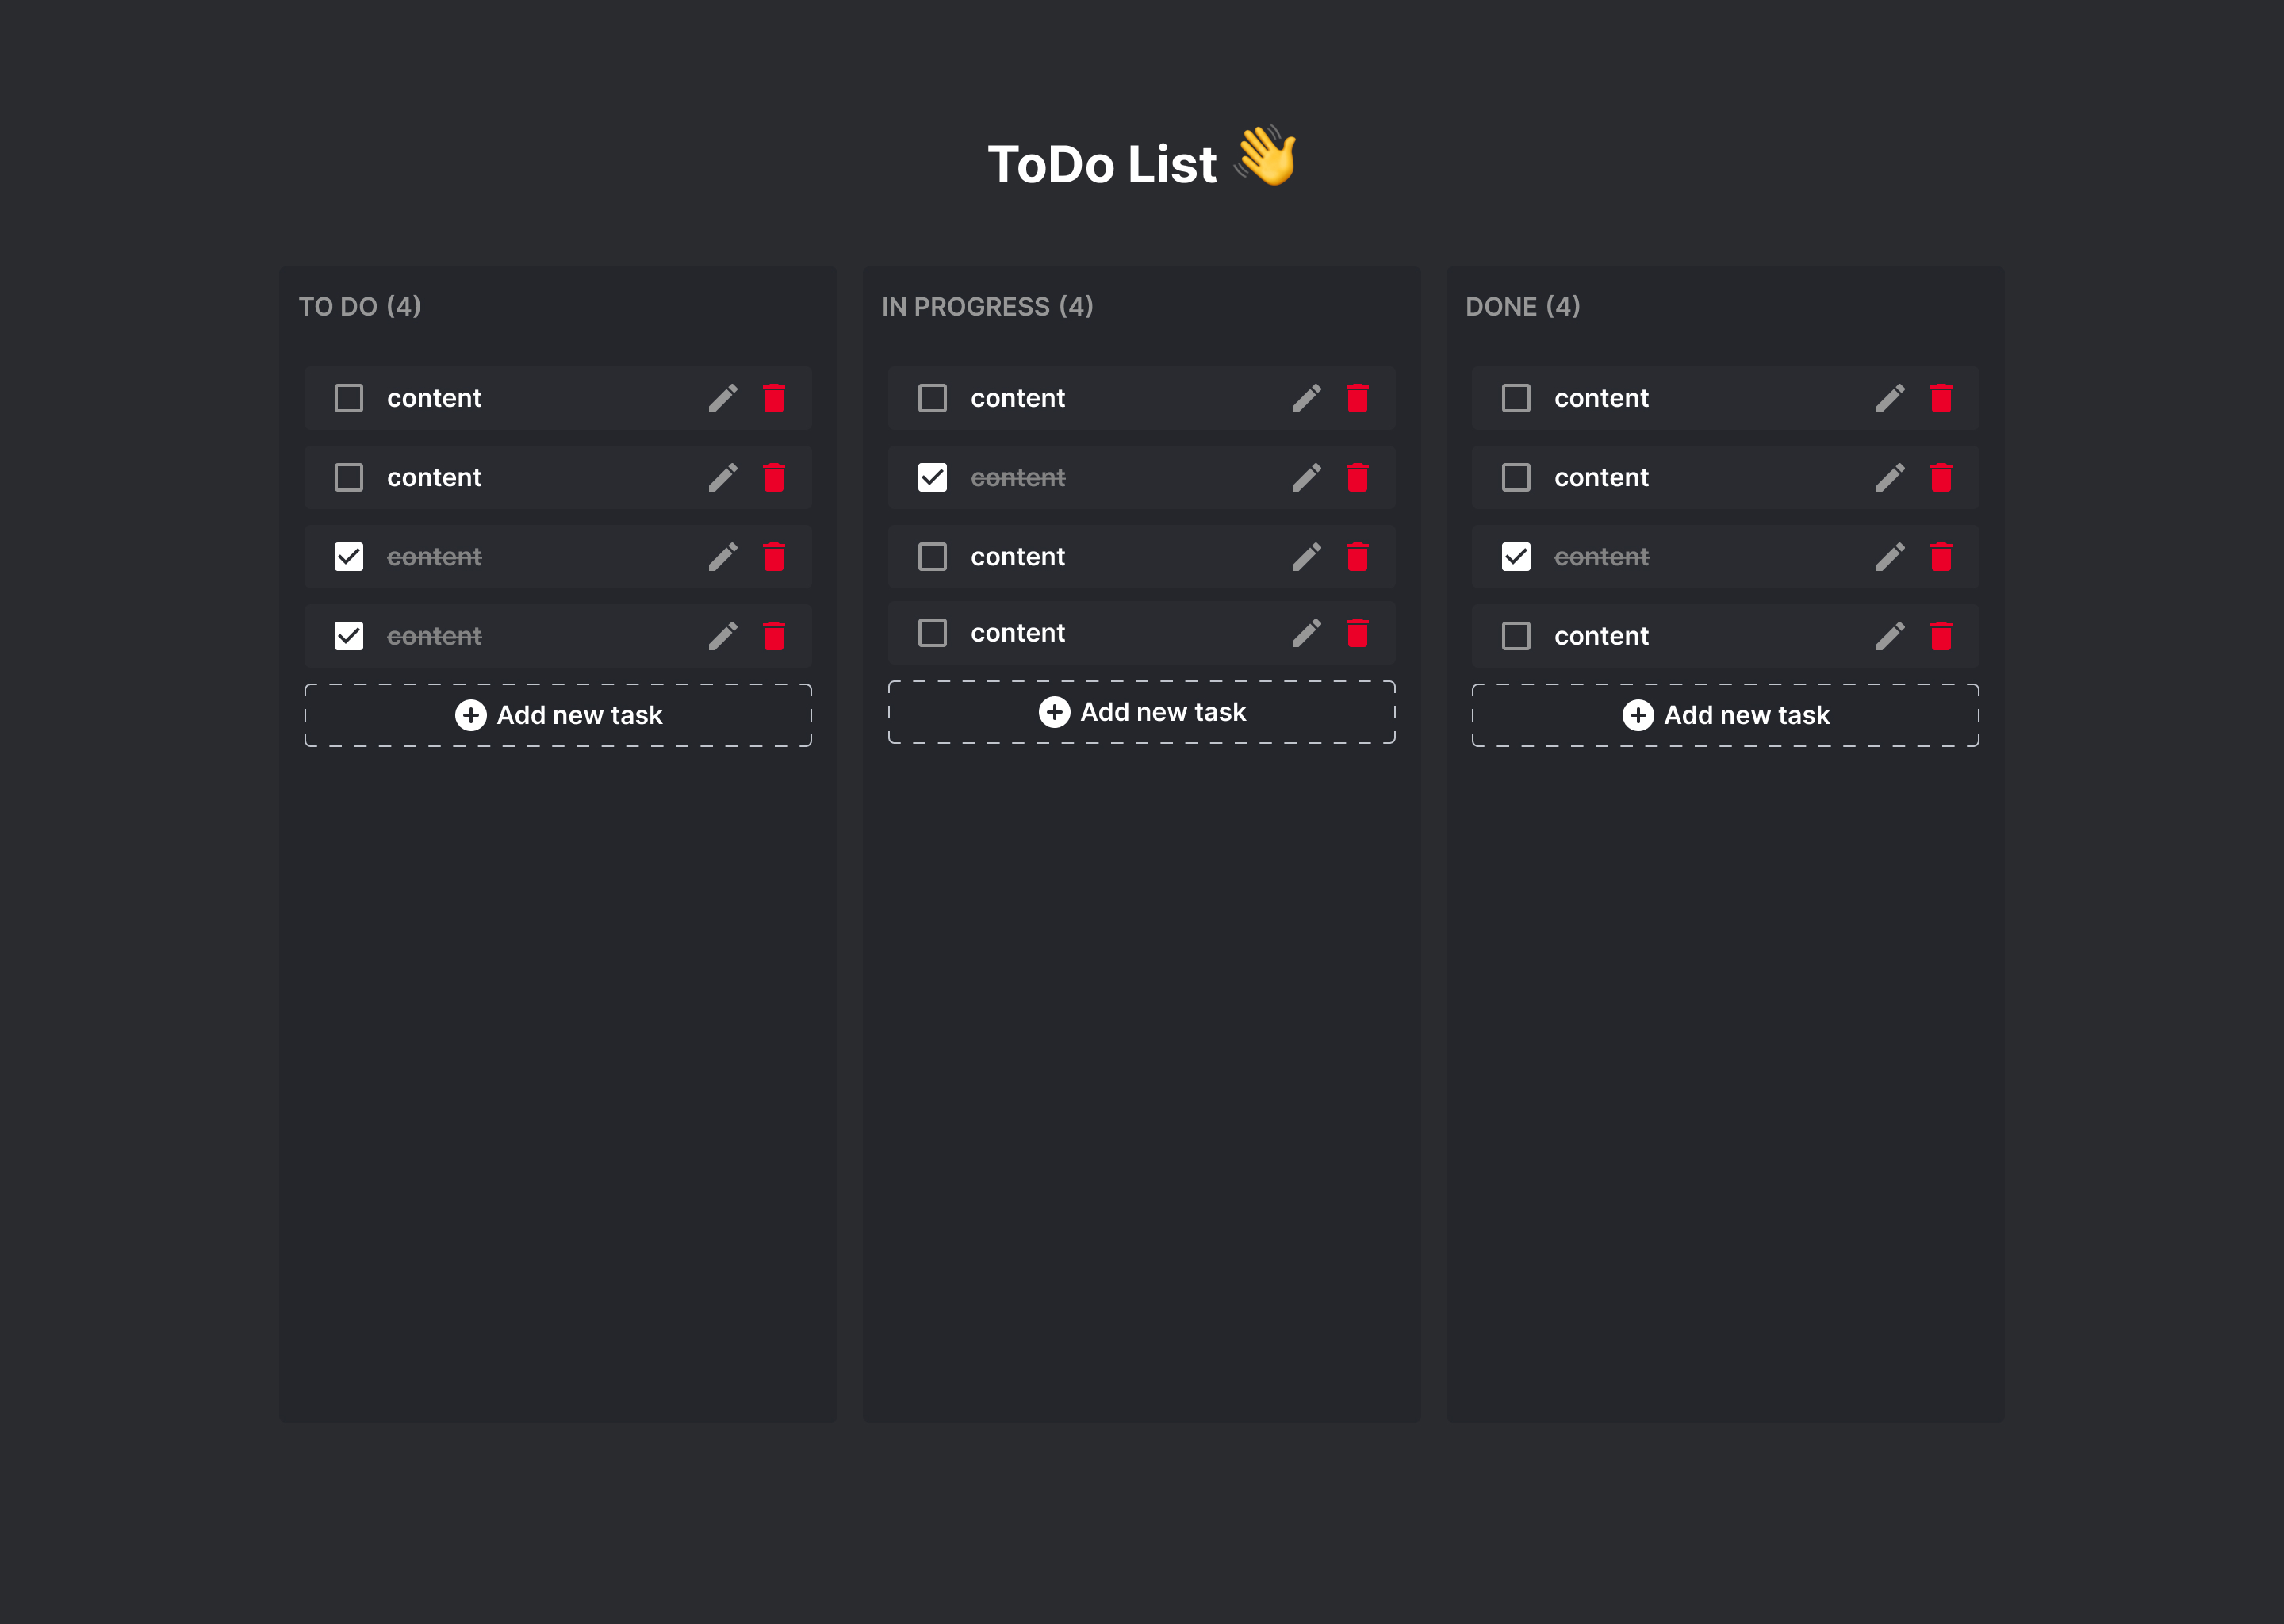 ToDo List 👋
TO DO (4)
content
content
content
content
Add new task
IN PROGRESS (4)
content
content
content
content
Add new task
DONE (4)
content
content
content
content
Add new task